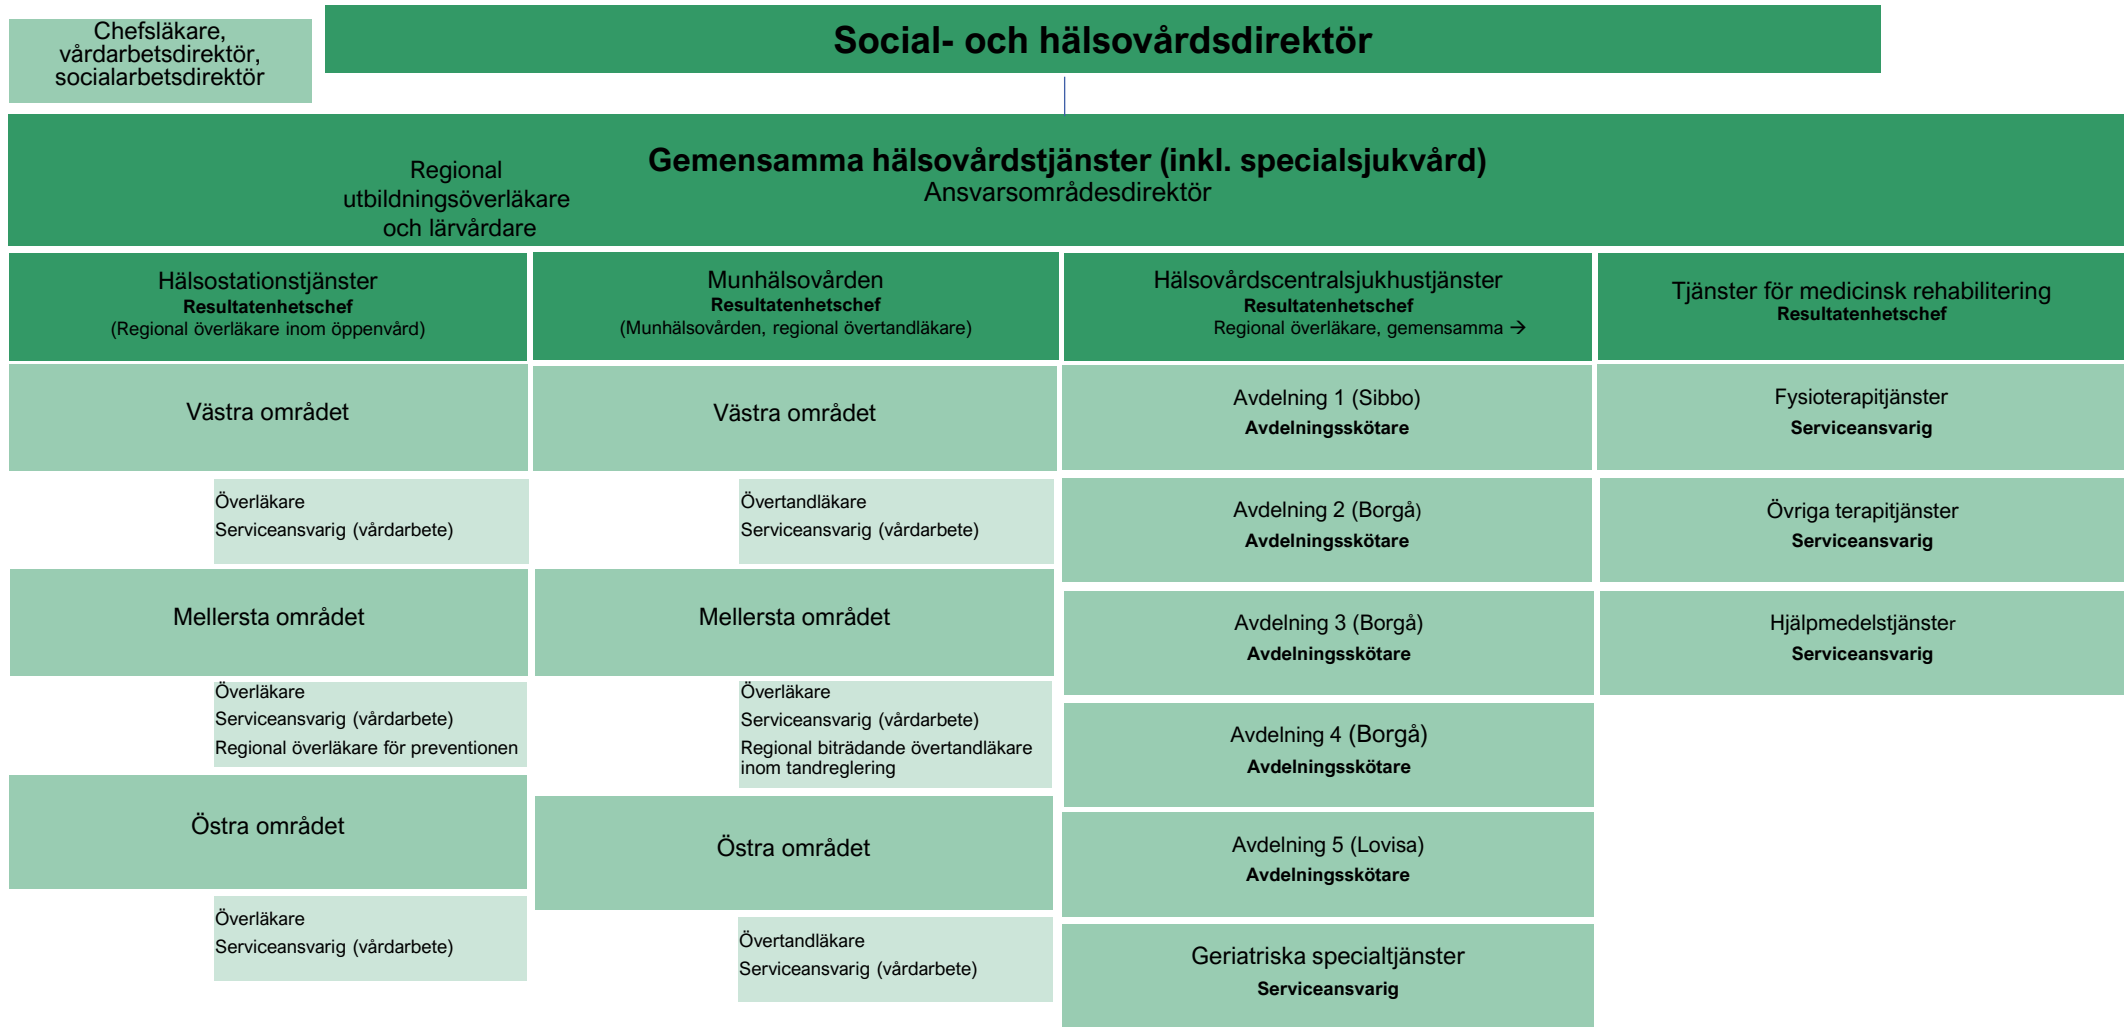 Chefsläkare,
vårdarbetsdirektör,
socialarbetsdirektör
Social- och hälsovårdsdirektör
Regional
utbildningsöverläkare
och lärvårdare
Gemensamma hälsovårdstjänster (inkl. specialsjukvård)
Ansvarsområdesdirektör
Hälsostationstjänster
Resultatenhetschef
(Regional överläkare inom öppenvård)
Västra området
Överläkare
Serviceansvarig (vårdarbete)
Mellersta området
Överläkare
Serviceansvarig (vårdarbete)
Regional överläkare för preventionen
Östra området
Överläkare
Serviceansvarig (vårdarbete)
Munhälsovården
Resultatenhetschef
(Munhälsovården, regional övertandläkare)
Västra området
Övertandläkare
Serviceansvarig (vårdarbete)
Mellersta området
Överläkare
Serviceansvarig (vårdarbete)
Regional biträdande övertandläkare
inom tandreglering
Östra området
Övertandläkare
Serviceansvarig (vårdarbete)
Hälsovårdscentralsjukhustjänster
Resultatenhetschef
Regional överläkare, gemensamma →
Avdelning 1 (Sibbo)
Avdelningsskötare
Avdelning 2 (Borgå)
Avdelningsskötare
Avdelning 3 (Borgå)
Avdelningsskötare
Avdelning 4 (Borgå)
Avdelningsskötare
Avdelning 5 (Lovisa)
Avdelningsskötare
Geriatriska specialtjänster
Serviceansvarig
Tjänster för medicinsk rehabilitering
Resultatenhetschef
Fysioterapitjänster
Serviceansvarig
Övriga terapitjänster
Serviceansvarig
Hjälpmedelstjänster
Serviceansvarig